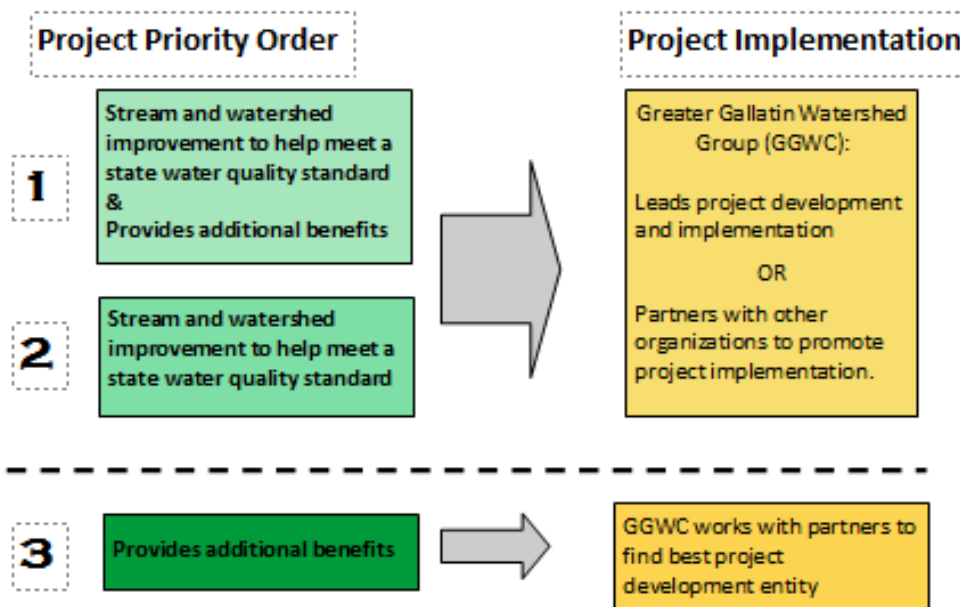 Project Priority Order
Project Implementation
1
Stream and watershed
improvement to help meet a
state water quality standard
&
Provides additional benefits
Greater Gallatin Watershed
Group (GGWC):
Leads project development
and implementation
OR
Partners with other
organizations to promote
project implementation.
2
Stream and watershed
improvement to help meet a
state water quality standard
3
Provides additional benefits
GGWC works with partners to
find best project
development entity